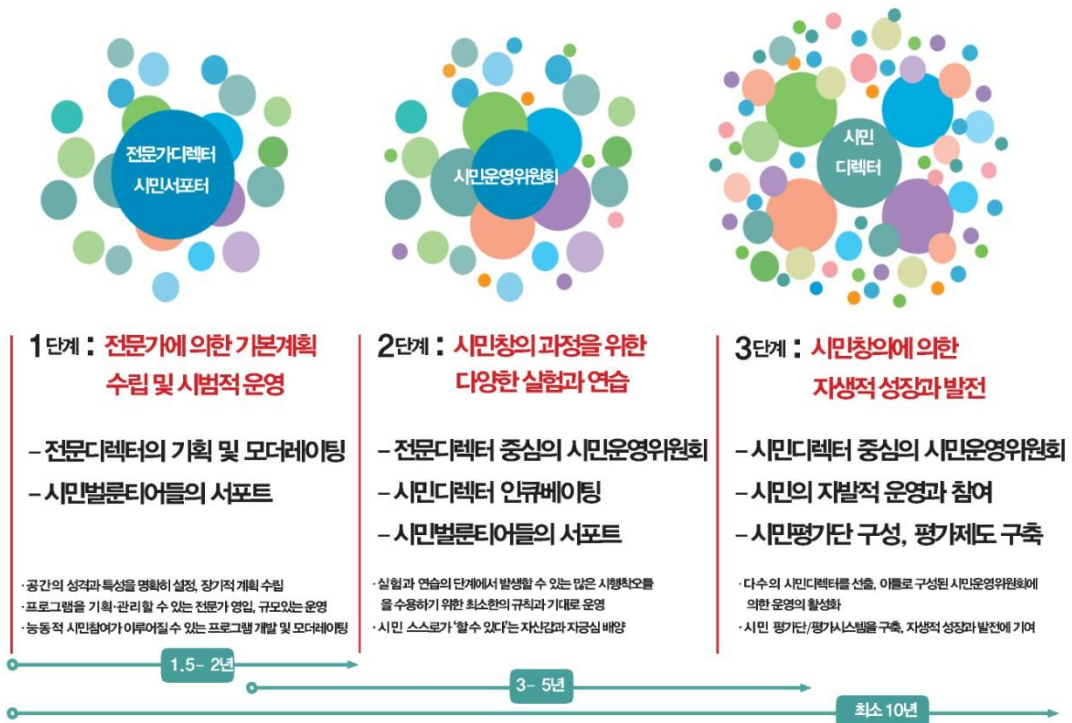 전문가디렉터
시민서포터
시민운영위원회
시민
디렉터
1단계 : 전문가에 의한 기본계획
수립 및 시범적 운영
– 전문디렉터의 기획 및 모더레이팅
– 시민벌룬티어들의 서포트
· 공간의 성격과 특성을 명확히 설정, 장기적 계획 수립
· 프로그램을 기획·관리할 수 있는 전문가 영입, 규모있는 운영
· 능동적 시민참여가 이루어질 수 있는 프로그램 개발 및 모더레이팅
2단계 : 시민창의 과정을 위한
다양한 실험과 연습
– 전문디렉터 중심의 시민운영위원회
– 시민디렉터 인큐베이팅
– 시민벌룬티어들의 서포트
· 실험과 연습의 단계에서 발생할 수 있는 많은 시행착오들
을 수용하기 위한 최소한의 규칙과 기대로 운영
· 시민 스스로가 '할 수 있다'는 자신감과 자긍심 배양
3단계 : 시민창의에 의한
자생적 성장과 발전
– 시민디렉터 중심의 시민운영위원회
– 시민의 자발적 운영과 참여
– 시민평가단 구성, 평가제도 구축
· 다수의 시민디렉터를 선출, 이들로 구성된 시민운영위원회에
의한 운영의 활성화
· 시민 평가단/평가시스템을 구축, 자생적 성장과 발전에 기여
1.5- 2년
3- 5년
최소 10년